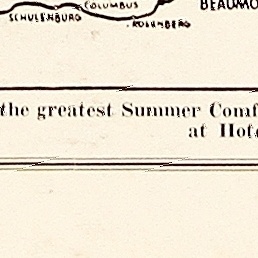 COLUMBUS
BEAUMO
SCHULENBURG
ROSENBERG
the greatest Summer Comf
at Hote